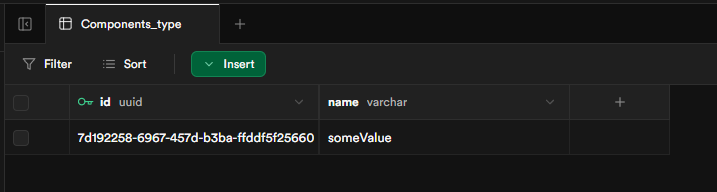 Components_type
Filter Sort Insert
id uuid name varchar
7d192258-6967-457d-b3ba-ffddf5f25660 someValue